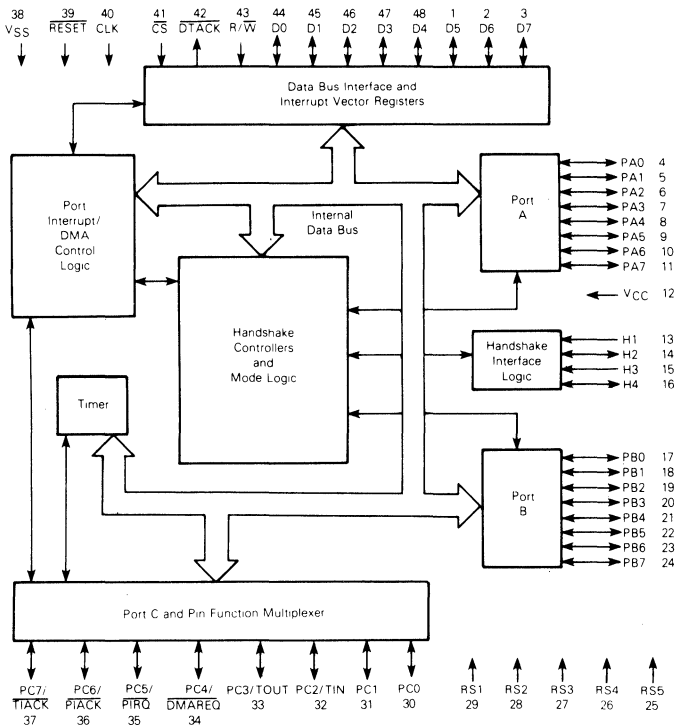 38 39 40 41 42 43 44 45 46 47 48 1 2 3
VSS RESET CLK CS DTACK R/W D0 D1 D2 D3 D4 D5 D6 D7
Data Bus Interface and
Interrupt Vector Registers
Port
Interrupt/
DMA
Control
Logic
Internal
Data Bus
Port
A
PA0 4
PA1 5
PA2 6
PA3 7
PA4 8
PA5 9
PA6 10
PA7 11
VCC 12
Handshake
Controllers
and
Mode Logic
Handshake
Interface
Logic
H1 13
H2 14
H3 15
H4 16
Timer
Port
B
PB0 17
PB1 18
PB2 19
PB3 20
PB4 21
PB5 22
PB6 23
PB7 24
Port C and Pin Function Multiplexer
PC7/ PC6/ PC5/ PC4/ PC3/TOUT PC2/TIN PC1 PC0
TIACK PIACK PIRQ DMAREQ
37 36 35 34 33 32 31 30
RS1 RS2 RS3 RS4 RS5
29 28 27 26 25